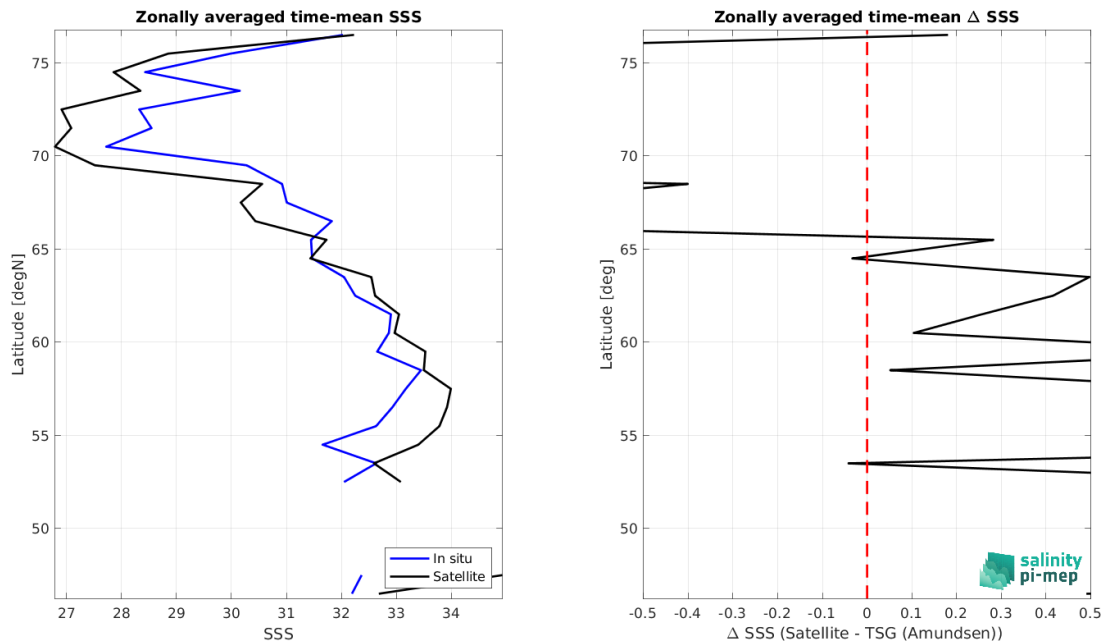 Zonally averaged time-mean SSS
75
70
65
60
55
50
Latitude [degN]
27 28 29 30 31 32 33 34
SSS
In situ
Satellite
Zonally averaged time-mean Δ SSS
75
70
65
60
55
50
Latitude [deg]
-0.5 -0.4 -0.3 -0.2 -0.1 0 0.1 0.2 0.3 0.4 0.5
Δ SSS (Satellite - TSG (Amundsen))
salinity
pi-mep